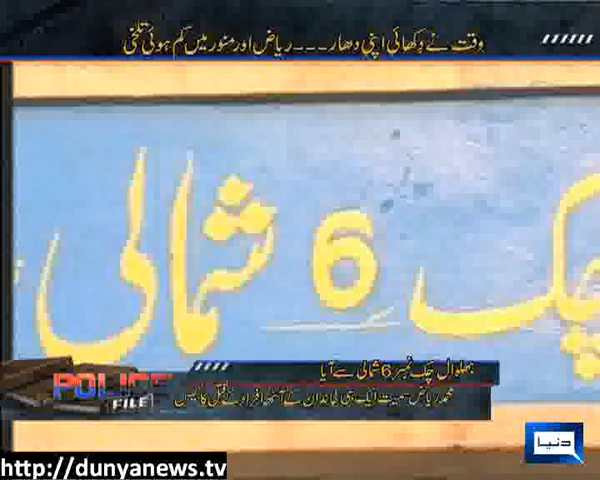 وقت نے دکھائی اپنی دھار۔۔۔ریاض اور منور میں کم ہوئی تلخی
چک 6 شمالی
بھلوال چک نمبر 6 شمالی سے آیا
محمد ریاض سمیت ایک ہی خاندان کے آٹھ افراد کے قتل کا کیس
POLICE
FILE
دنیا
http://dunyanews.tv